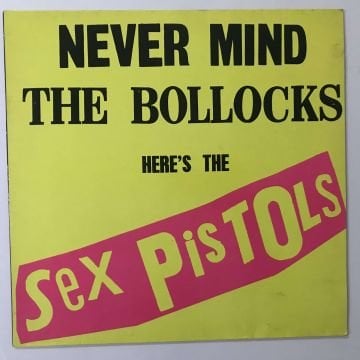 NEVER MIND
THE BOLLOCKS
HERE'S THE
Sex PisTOLs